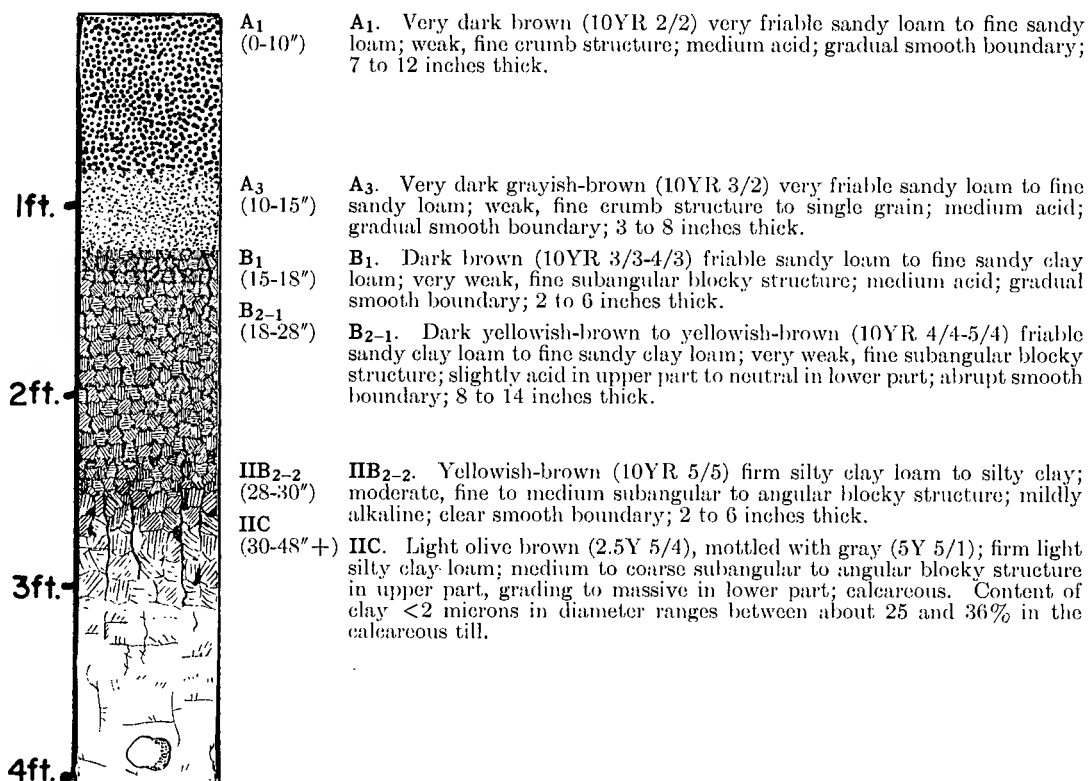 A1
(0-10")
A1. Very dark brown (10YR 2/2) very friable sandy loam to fine sandy
loam; weak, fine crumb structure; medium acid; gradual smooth boundary;
7 to 12 inches thick.
1ft.
A3
(10-15")
A3. Very dark grayish-brown (10YR 3/2) very friable sandy loam to fine
sandy loam; weak, fine crumb structure to single grain; medium acid;
gradual smooth boundary; 3 to 8 inches thick.
B1
(15-18")
B1. Dark brown (10YR 3/3-4/3) friable sandy loam to fine sandy clay
loam; very weak, fine subangular blocky structure; medium acid; gradual
smooth boundary; 2 to 6 inches thick.
B2-1
(18-28")
B2-1. Dark yellowish-brown to yellowish-brown (10YR 4/4-5/4) friable
sandy clay loam to fine sandy clay loam; very weak, fine subangular blocky
structure; slightly acid in upper part to neutral in lower part; abrupt smooth
boundary; 8 to 14 inches thick.
2ft.
IIB2-2
(28-30")
IIB2-2. Yellowish-brown (10YR 5/5) firm silty clay loam to silty clay;
moderate, fine to medium subangular to angular blocky structure; mildly
alkaline; clear smooth boundary; 2 to 6 inches thick.
IIC
(30-48"+)
IIC. Light olive brown (2.5Y 5/4), mottled with gray (5Y 5/1); firm light
silty clay loam; medium to coarse subangular to angular blocky structure
in upper part, grading to massive in lower part; calcareous. Content of
clay <2 microns in diameter ranges between about 25 and 36% in the
calcareous till.
3ft.
4ft.